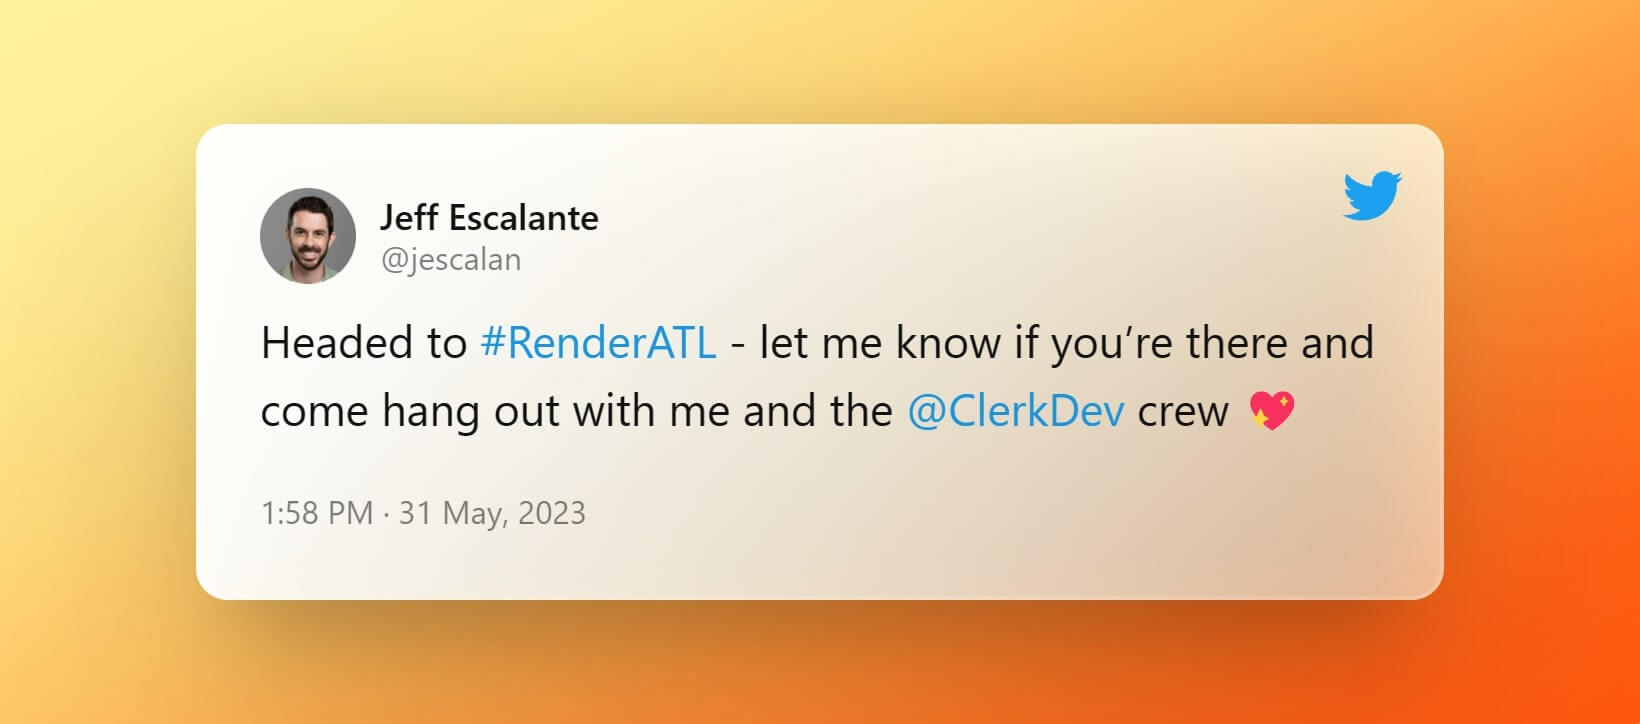 Jeff Escalante
@jescalan
Headed to #RenderATL - let me know if you’re there and
come hang out with me and the @ClerkDev crew 💖
1:58 PM · 31 May, 2023